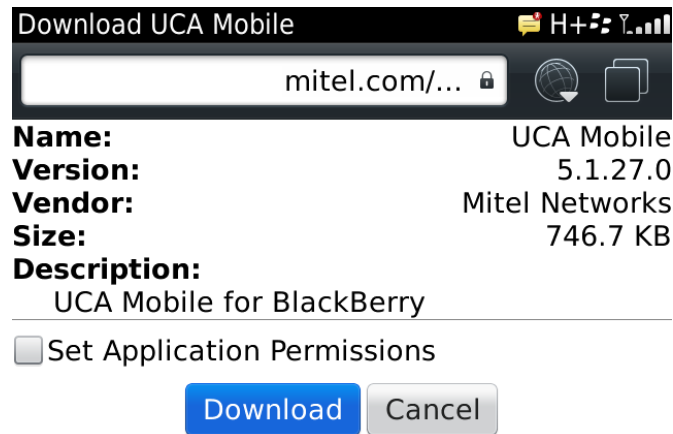 Download UCA Mobile H+
mitel.com/...
Name: UCA Mobile
Version: 5.1.27.0
Vendor: Mitel Networks
Size: 746.7 KB
Description:
UCA Mobile for BlackBerry
Set Application Permissions
Download Cancel